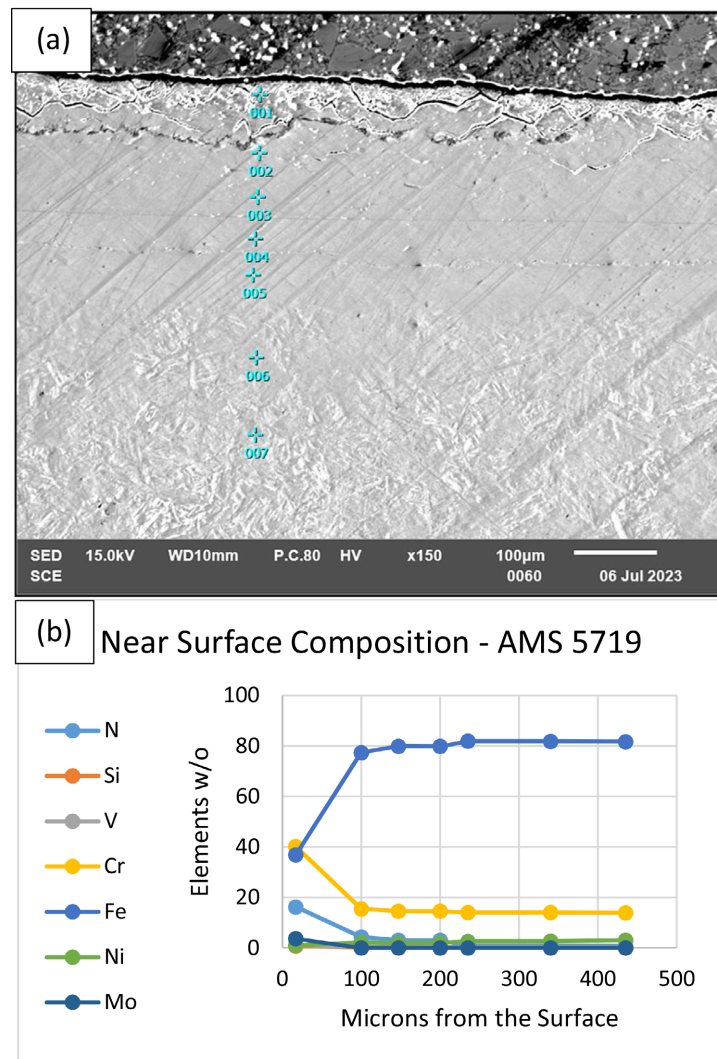 (a)
001
002
003
004
005
006
007
SED 15.0kV WD10mm P.C.80 HV x150 100μm
SCE 0060 06 Jul 2023
(b) Near Surface Composition - AMS 5719
N
Si
V
Cr
Fe
Ni
Mo
Elements w/o
100
80
60
40
20
0
0 100 200 300 400 500
Microns from the Surface